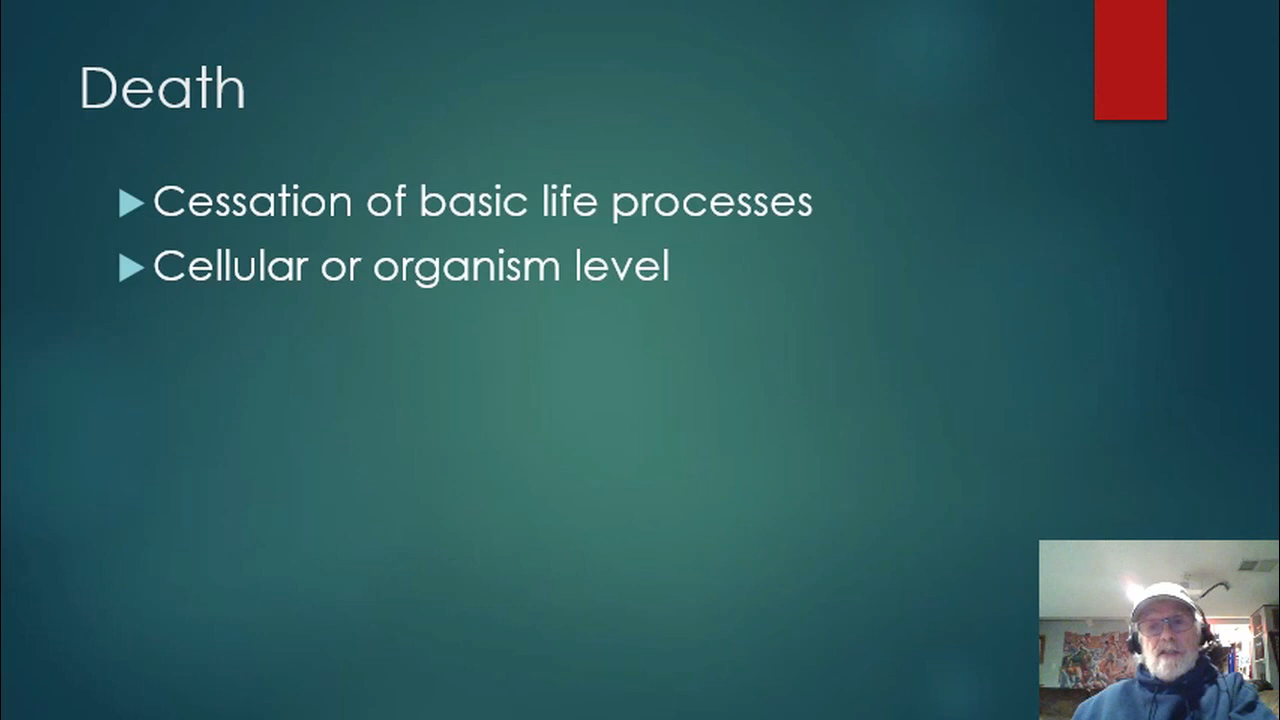 Death
Cessation of basic life processes
Cellular or organism level